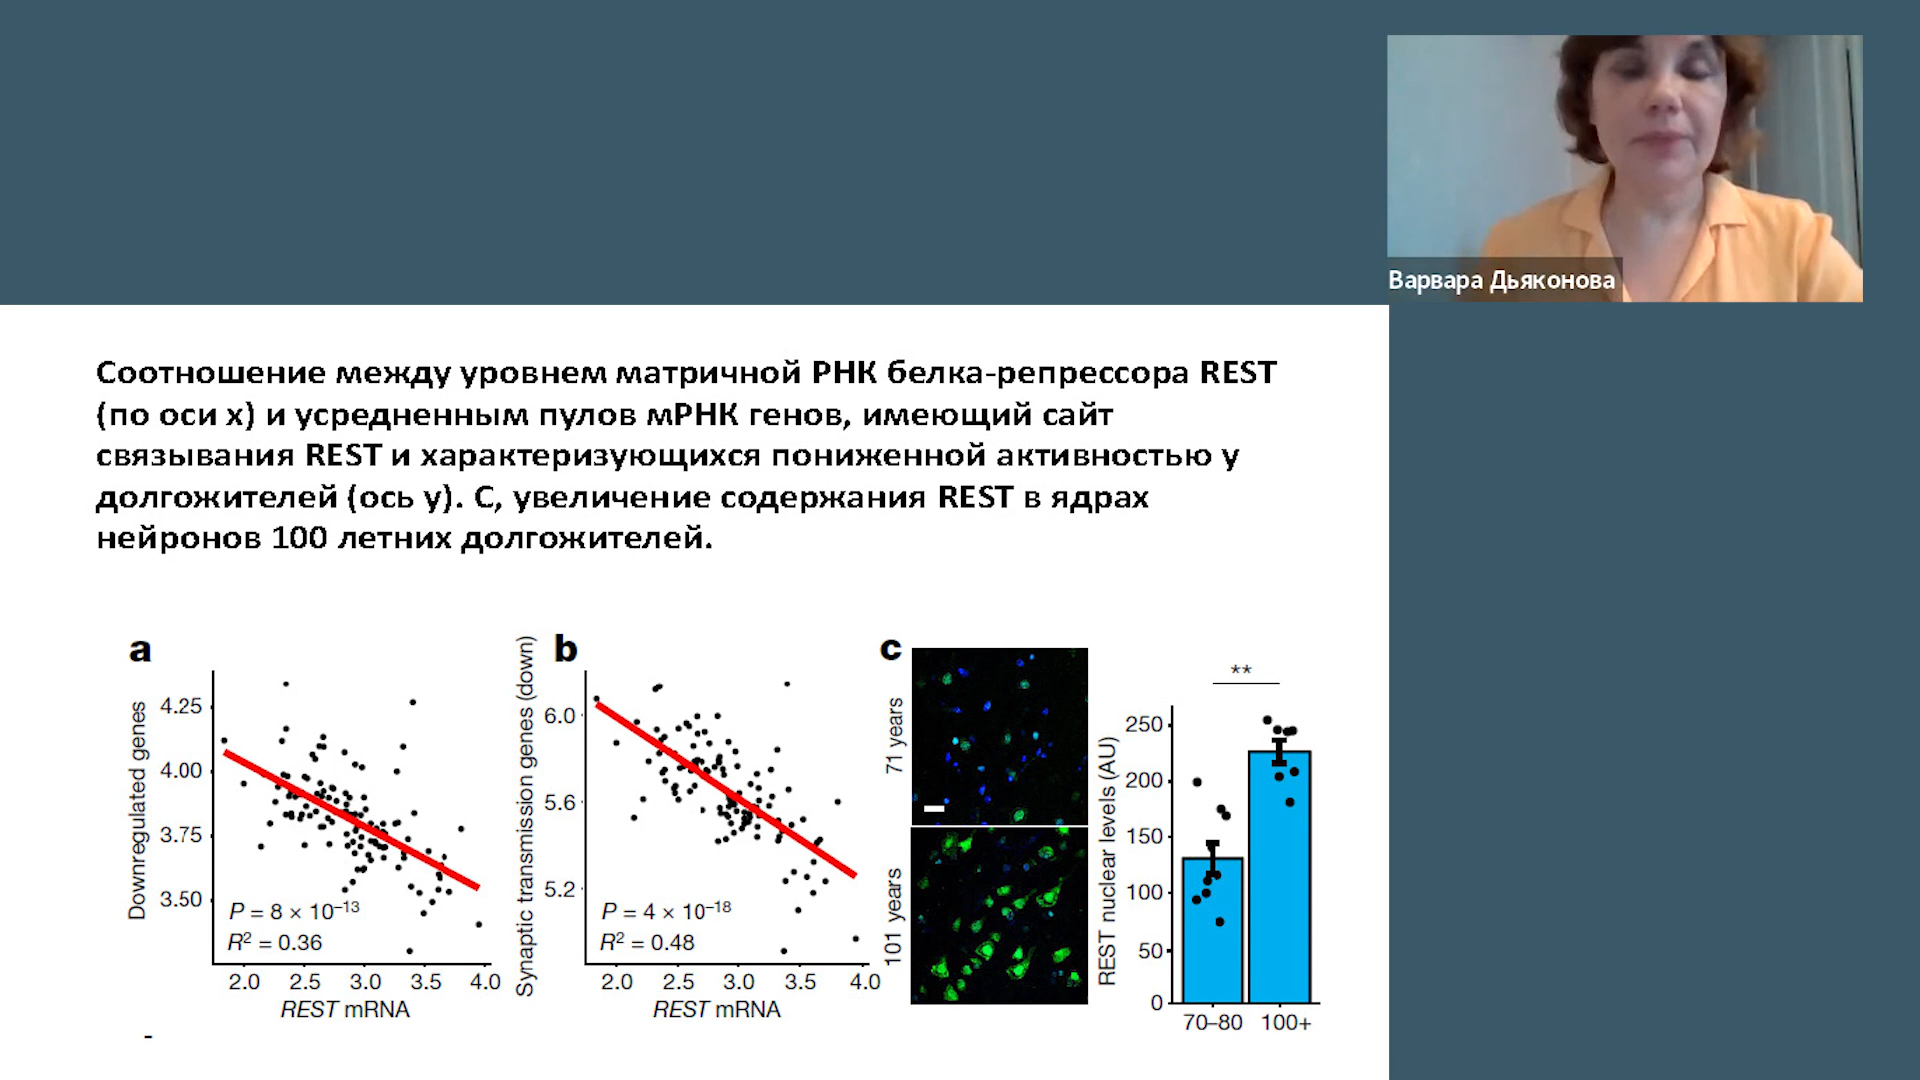 Варвара Дьяконова
Соотношение между уровнем матричной РНК белка-репрессора REST
(по оси x) и усредненным пулов мРНК генов, имеющий сайт
связывания REST и характеризующихся пониженной активностью у
долгожителей (ось y). С, увеличение содержания REST в ядрах
нейронов 100 летних долгожителей.
a
Downregulated genes
4.25
4.00
3.75
3.50
P = 8 × 10⁻¹³
R² = 0.36
2.0 2.5 3.0 3.5 4.0
REST mRNA
b
Synaptic transmission genes (down)
6.0
5.6
5.2
P = 4 × 10⁻¹⁸
R² = 0.48
2.0 2.5 3.0 3.5 4.0
REST mRNA
c
71 years
101 years
REST nuclear levels (AU)
**
250
200
150
100
50
0
70–80 100+
-